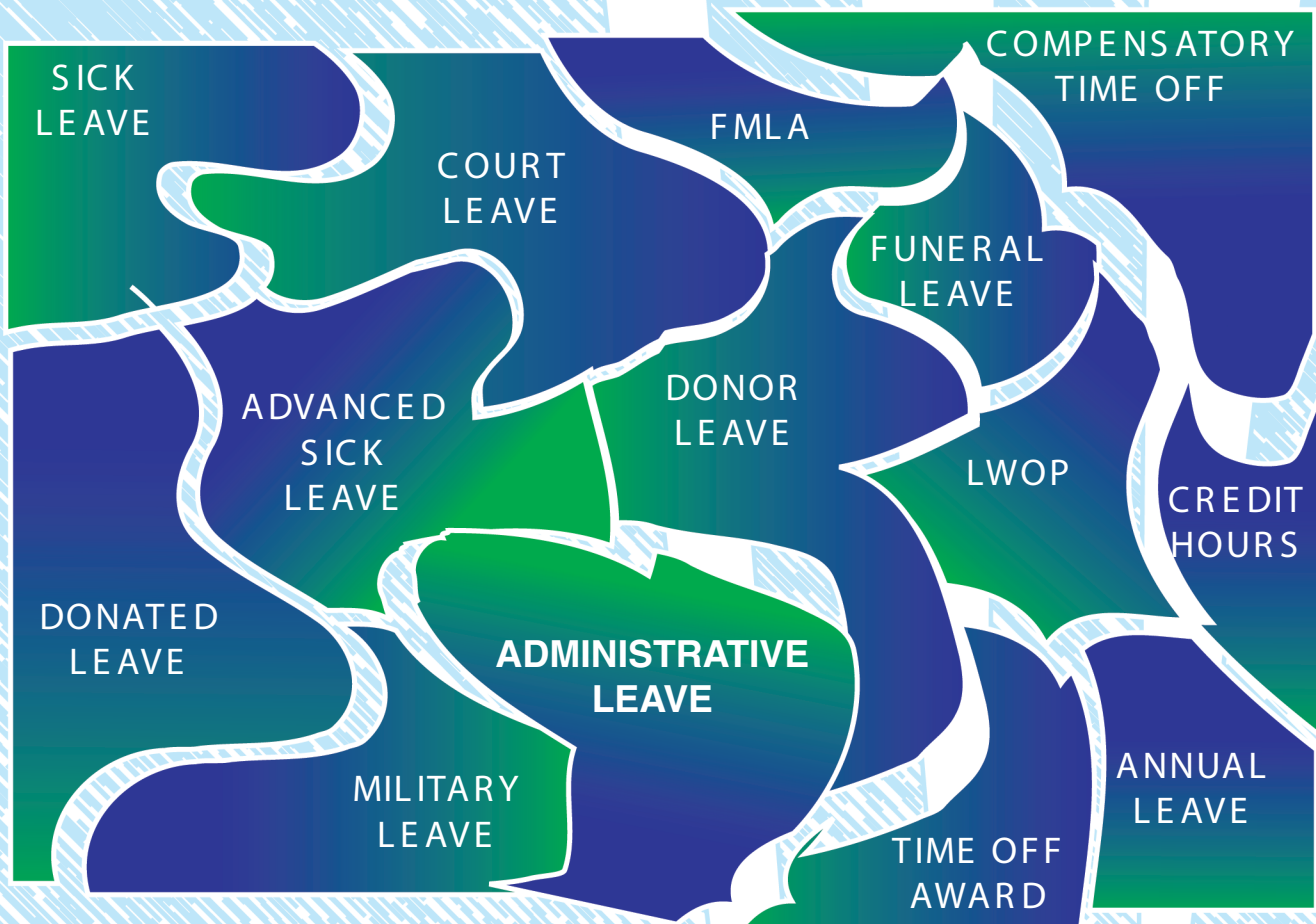 SICK
LEAVE
COURT
LEAVE
FMLA
COMPENSATORY
TIME OFF
FUNERAL
LEAVE
ADVANCED
SICK
LEAVE
DONOR
LEAVE
LWOP
CREDIT
HOURS
DONATED
LEAVE
ADMINISTRATIVE
LEAVE
MILITARY
LEAVE
TIME OFF
AWARD
ANNUAL
LEAVE